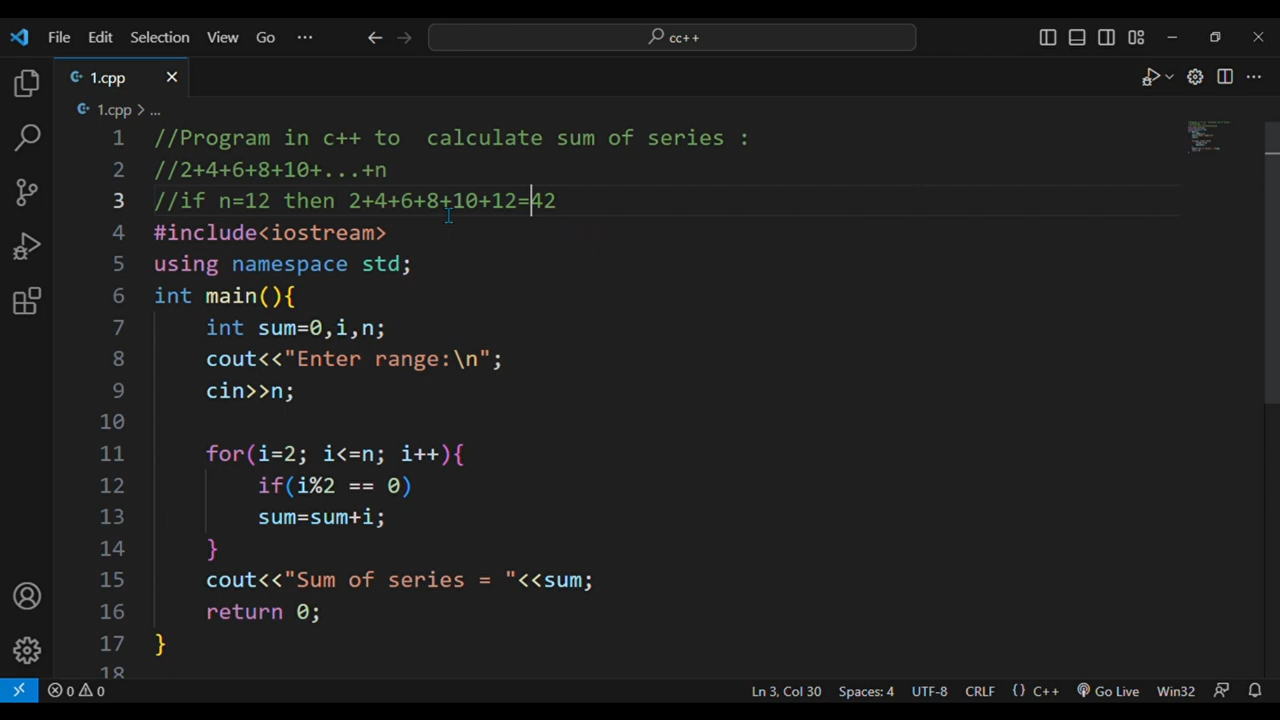 File Edit Selection View Go ··· cc++
1.cpp
1.cpp > ...
1 //Program in c++ to  calculate sum of series :
2 //2+4+6+8+10+...+n
3 //if n=12 then 2+4+6+8+10+12=42
4 #include<iostream>
5 using namespace std;
6 int main(){
7     int sum=0,i,n;
8     cout<<"Enter range:\n";
9     cin>>n;
10
11     for(i=2; i<=n; i++){
12         if(i%2 == 0)
13         sum=sum+i;
14     }
15     cout<<"Sum of series = "<<sum;
16     return 0;
17 }
18
0 0 Ln 3, Col 30 Spaces: 4 UTF-8 CRLF {} C++ Go Live Win32